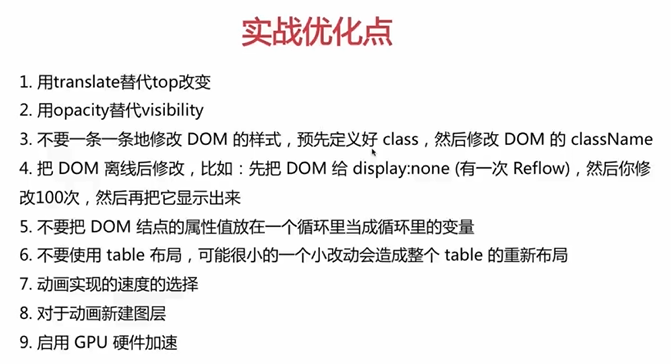 实战优化点
1. 用translate替代top改变
2. 用opacity替代visibility
3. 不要一条一条地修改 DOM 的样式，预先定义好 class，然后修改 DOM 的 className
4. 把 DOM 离线后修改，比如：先把 DOM 给 display:none (有一次 Reflow)，然后你修
改100次，然后再把它显示出来
5. 不要把 DOM 结点的属性值放在一个循环里当成循环里的变量
6. 不要使用 table 布局，可能很小的一个小改动会造成整个 table 的重新布局
7. 动画实现的速度的选择
8. 对于动画新建图层
9. 启用 GPU 硬件加速